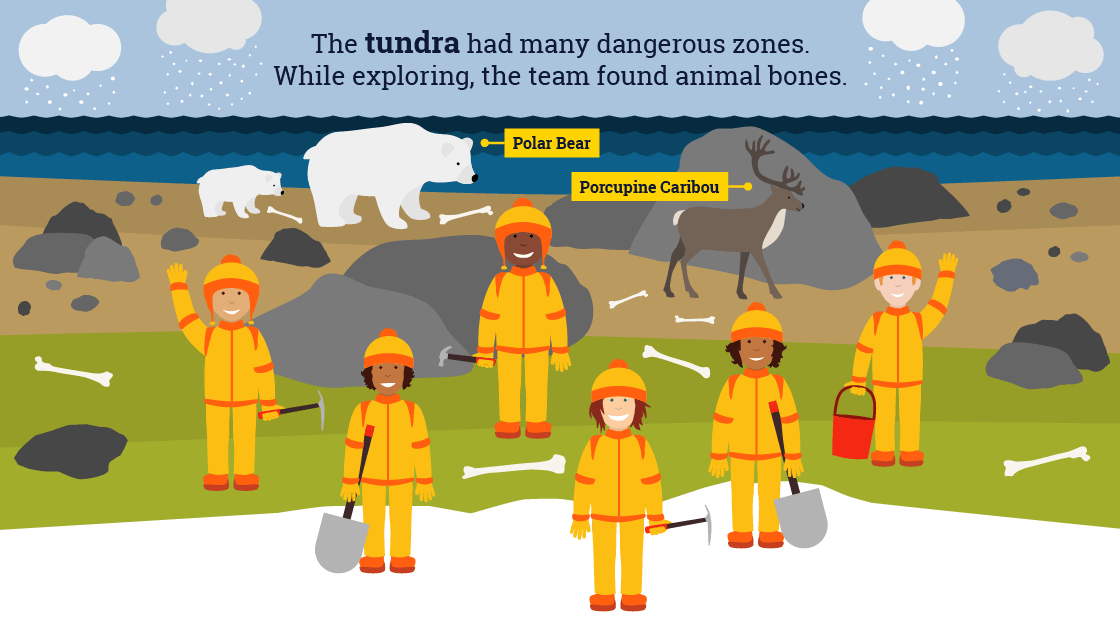 The tundra had many dangerous zones.
While exploring, the team found animal bones.
Polar Bear
Porcupine Caribou